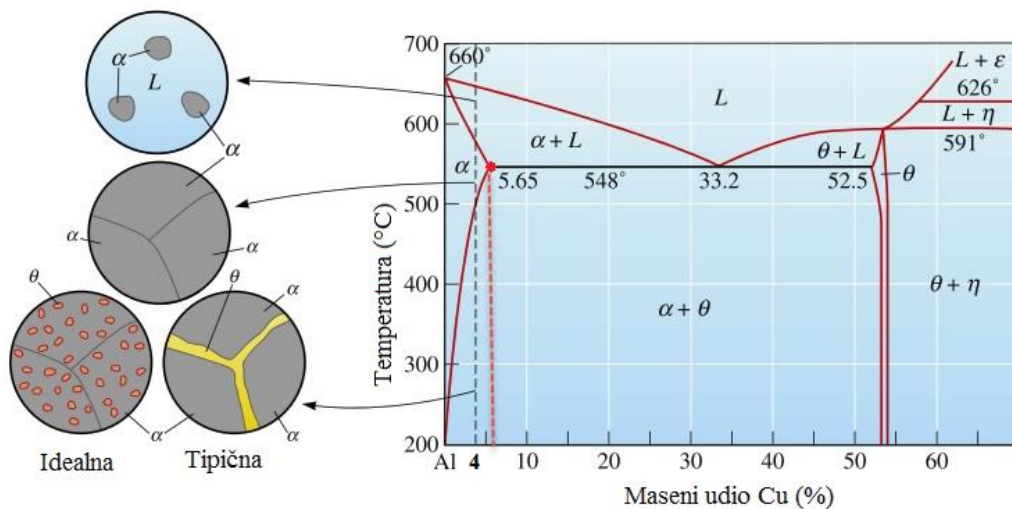 α
L
α
α
α
α
θ
θ
α
α
α
Idealna
Tipična
700
600
500
400
300
200
Temperatura (°C)
660°
L
L + ε
626°
L + η
591°
α + L
θ + L
α
5.65
548°
33.2
52.5
θ
α + θ
θ + η
Al
4
10
20
30
40
50
60
Maseni udio Cu (%)